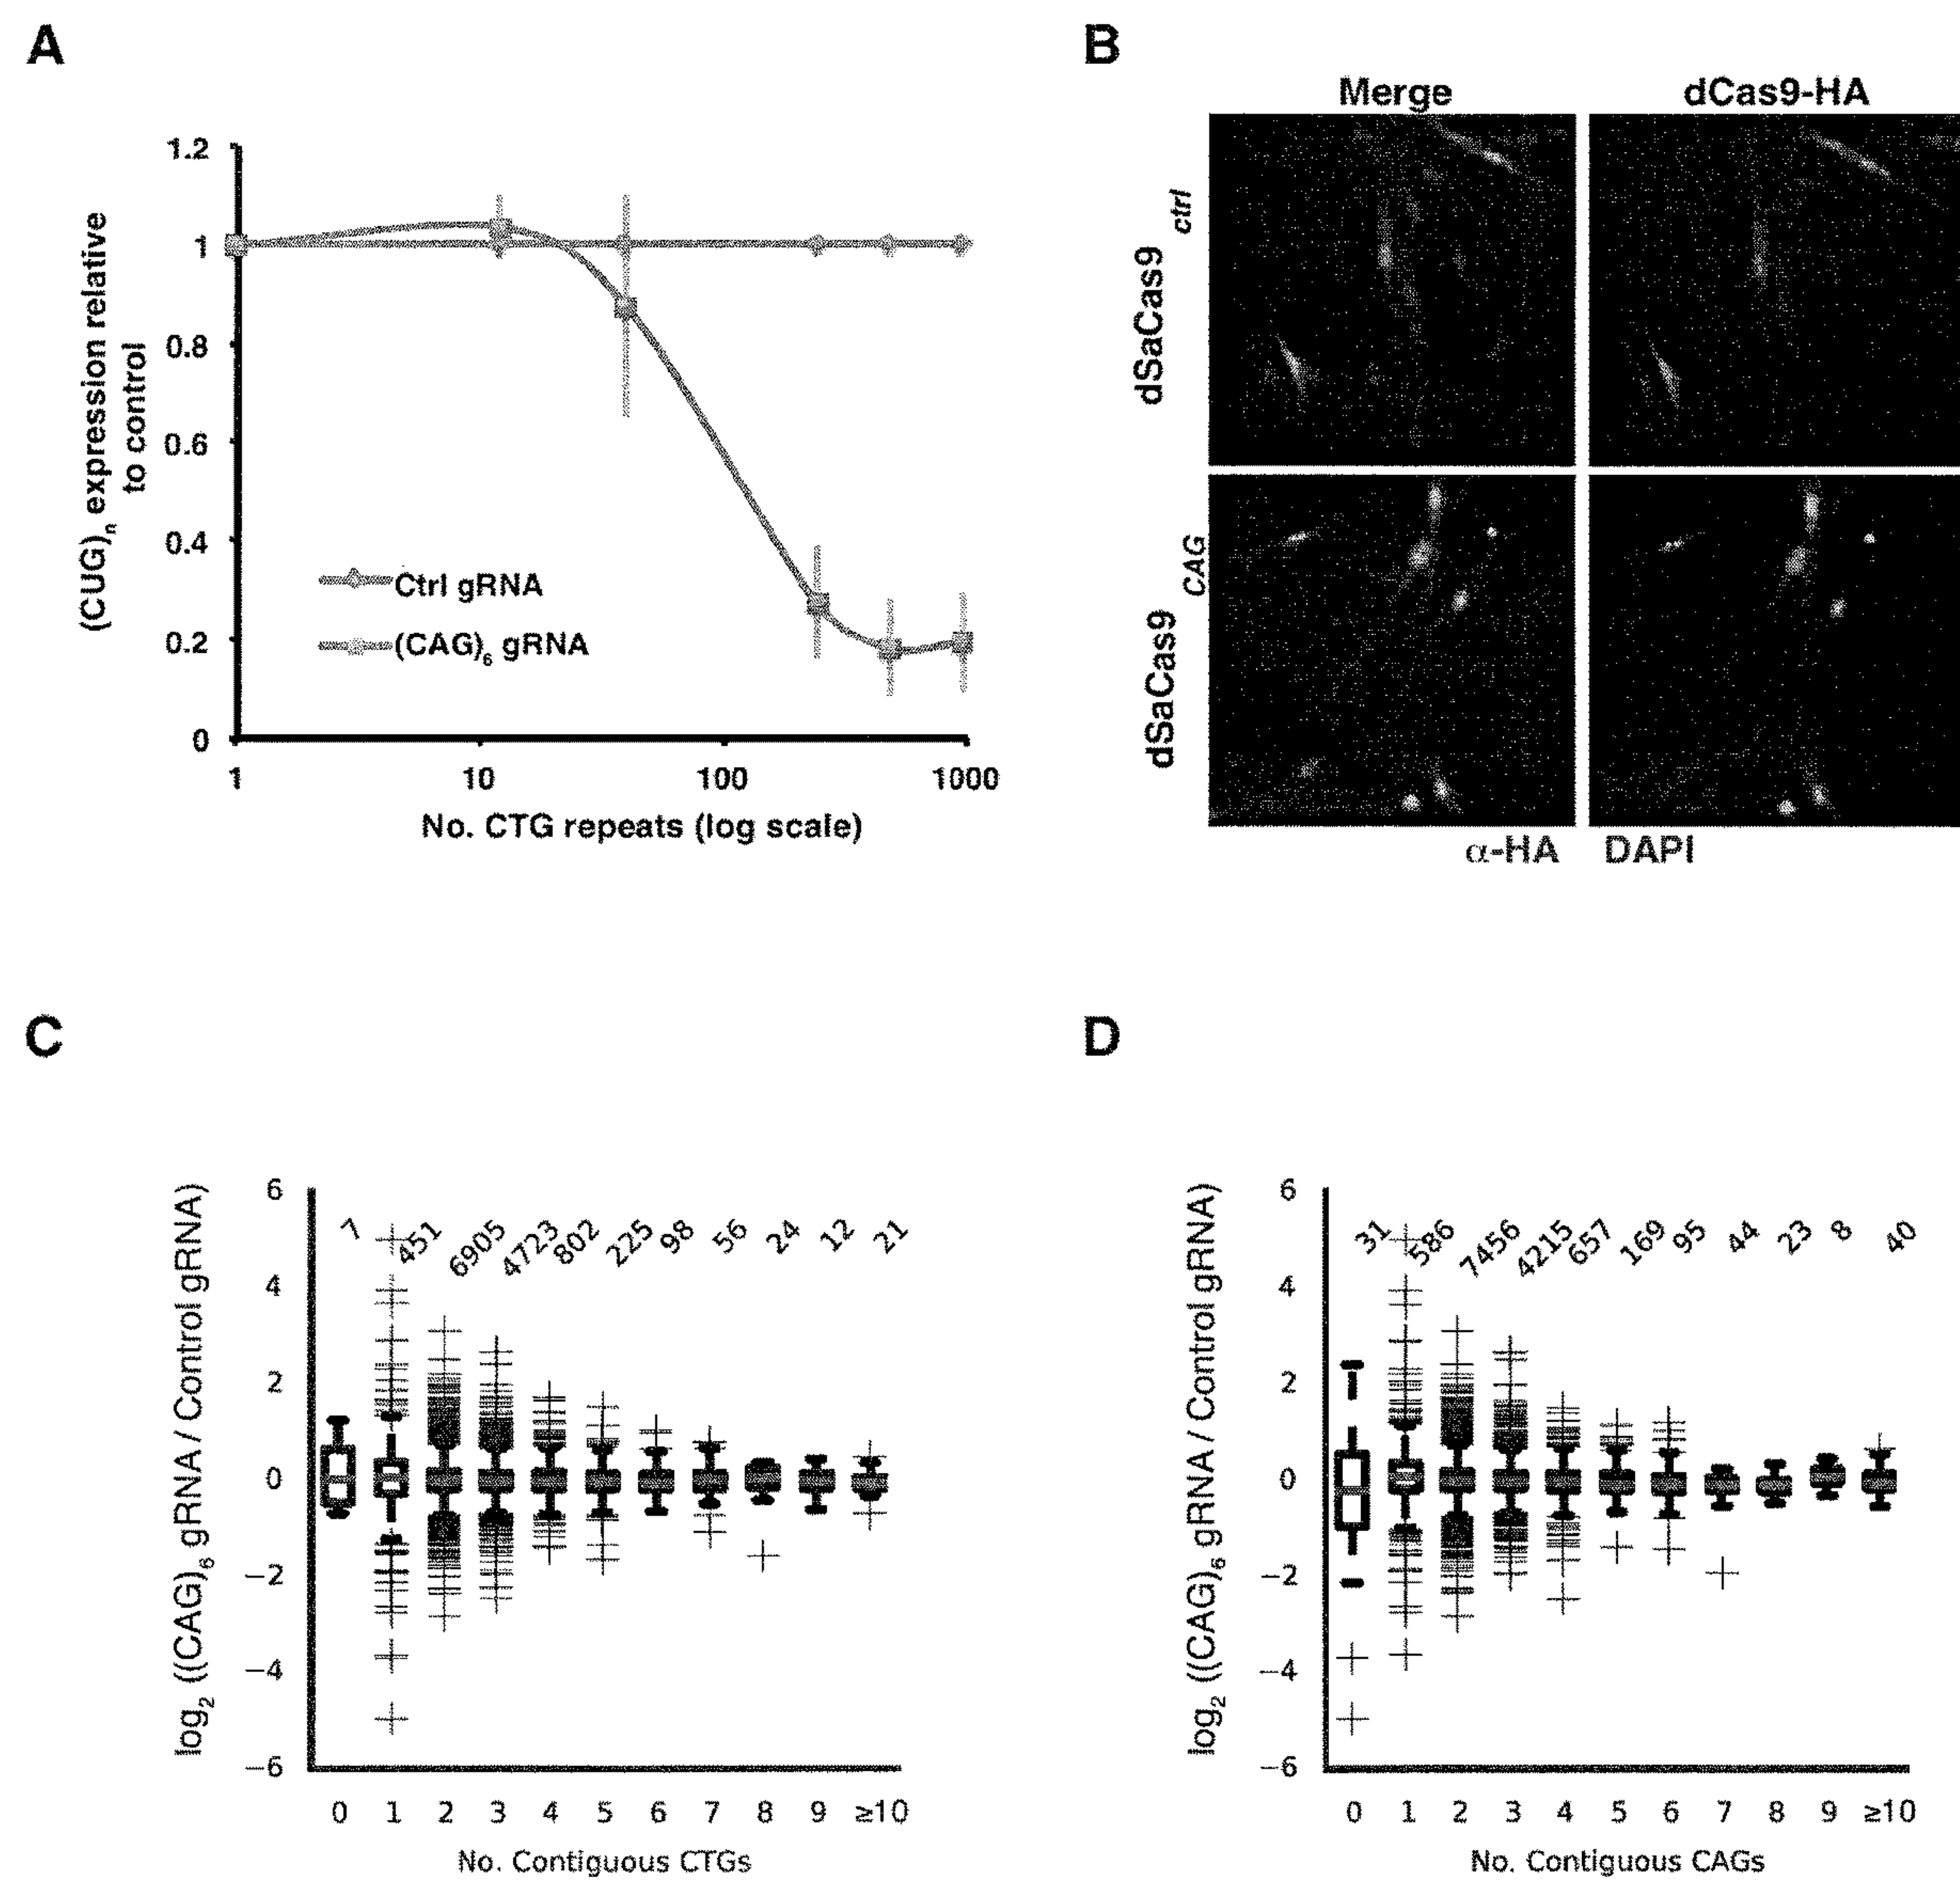 A
(CUG)n expression relative
to control
1.2
1
0.8
0.6
0.4
0.2
0
Ctrl gRNA
(CAG)6 gRNA
1 10 100 1000
No. CTG repeats (log scale)
B
Merge dCas9-HA
dSaCas9 ctrl
dSaCas9 CAG
α-HA DAPI
C
log2 ((CAG)6 gRNA / Control gRNA)
6
4
2
0
−2
−4
−6
7 451 6905 4723 802 225 98 56 24 12 21
0 1 2 3 4 5 6 7 8 9 ≥10
No. Contiguous CTGs
D
log2 ((CAG)6 gRNA / Control gRNA)
6
4
2
0
−2
−4
−6
31 586 7456 4215 657 169 95 44 23 8 40
0 1 2 3 4 5 6 7 8 9 ≥10
No. Contiguous CAGs